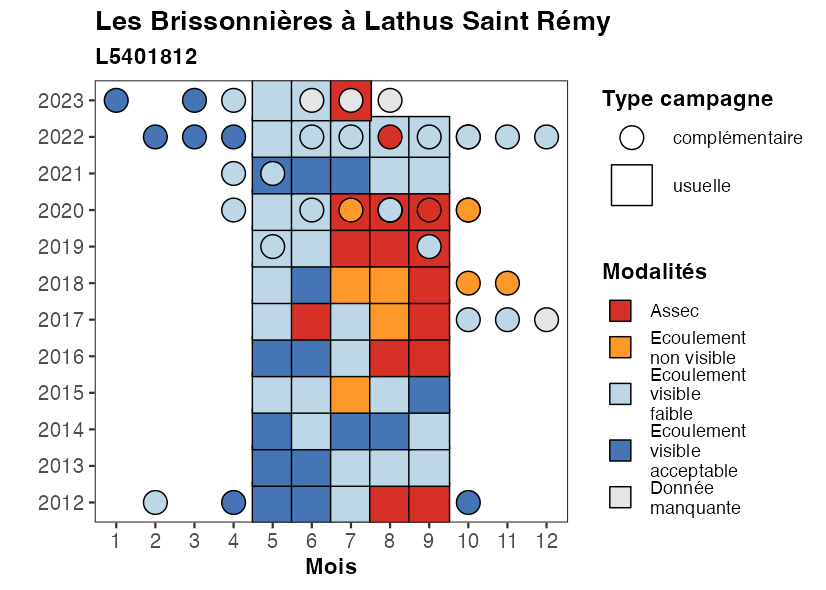 Les Brissonnières à Lathus Saint Rémy
L5401812
2023
2022
2021
2020
2019
2018
2017
2016
2015
2014
2013
2012
1 2 3 4 5 6 7 8 9 10 11 12
Mois
Type campagne
complémentaire
usuelle
Modalités
Assec
Ecoulement
non visible
Ecoulement
visible
faible
Ecoulement
visible
acceptable
Donnée
manquante